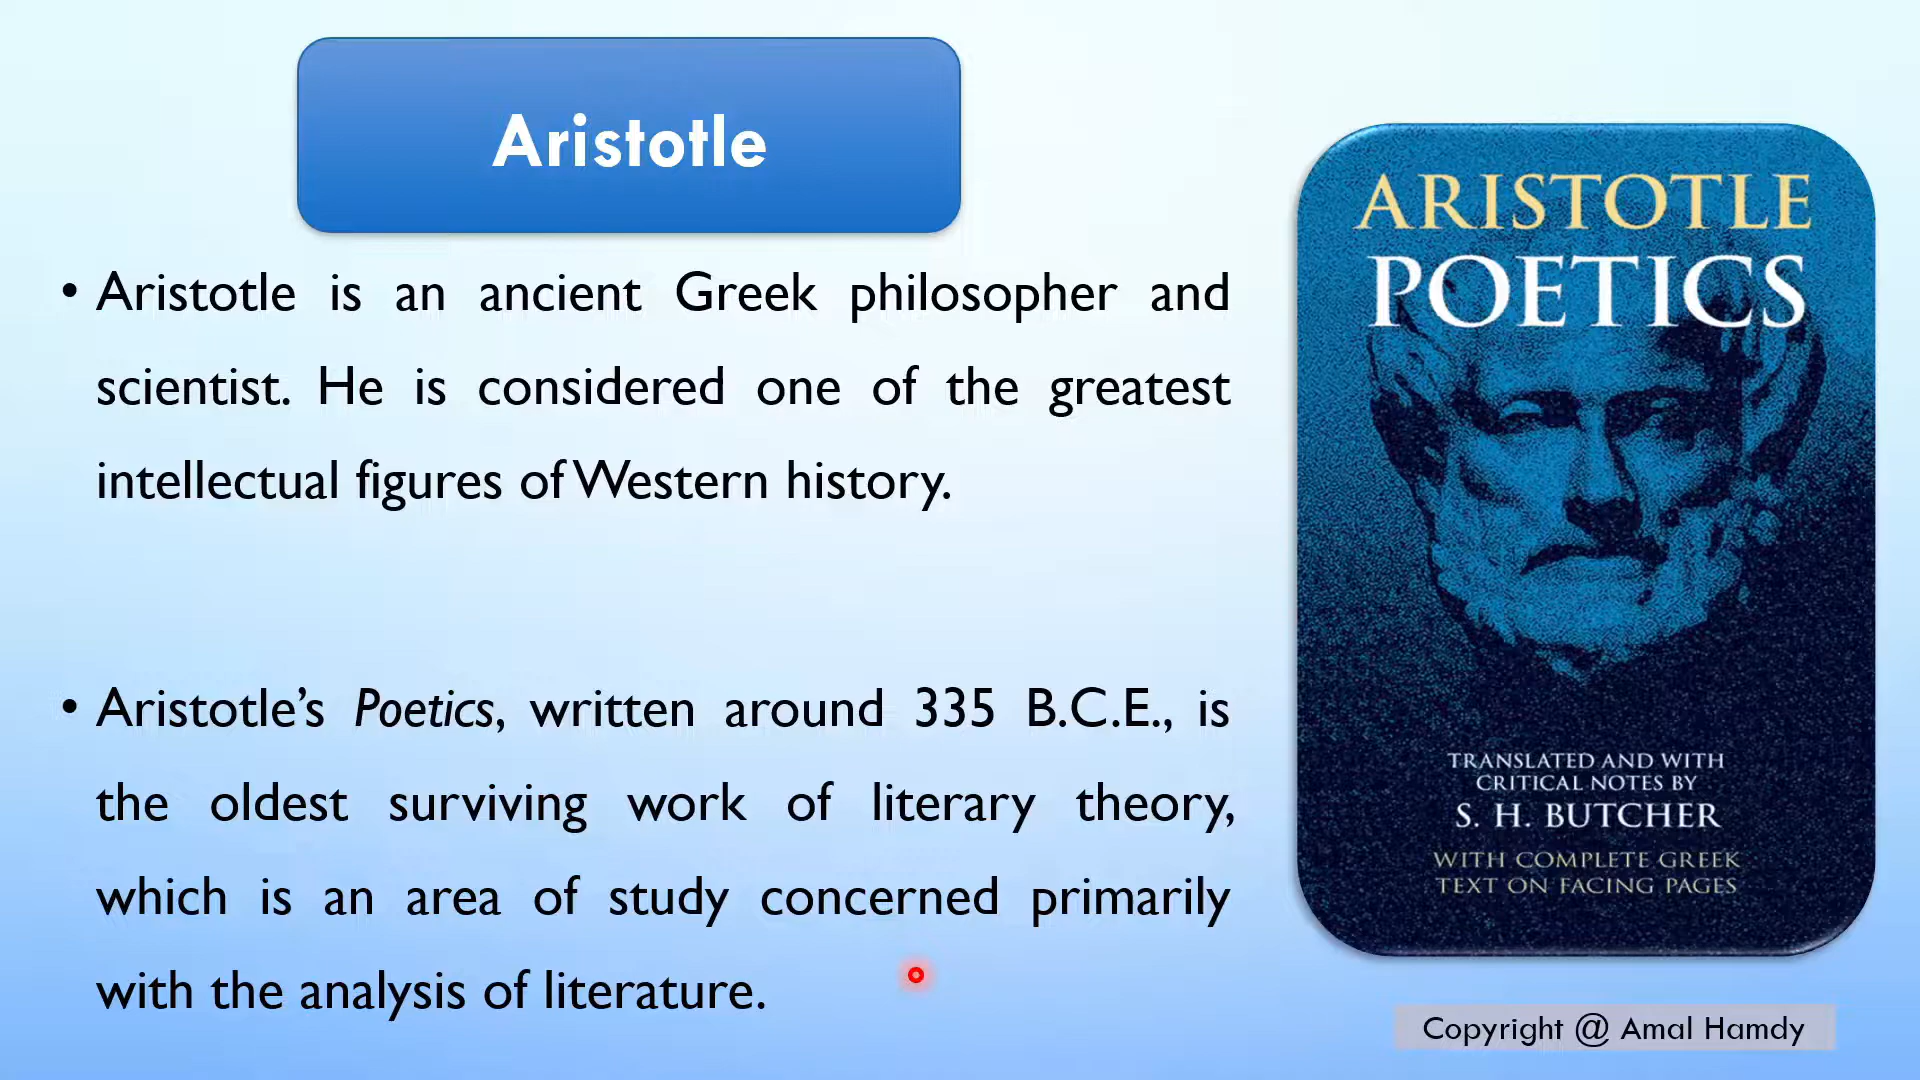 Aristotle
• Aristotle is an ancient Greek philosopher and
scientist. He is considered one of the greatest
intellectual figures of Western history.
• Aristotle’s Poetics, written around 335 B.C.E., is
the oldest surviving work of literary theory,
which is an area of study concerned primarily
with the analysis of literature.
ARISTOTLE
POETICS
TRANSLATED AND WITH
CRITICAL NOTES BY
S. H. BUTCHER
WITH COMPLETE GREEK
TEXT ON FACING PAGES
Copyright @ Amal Hamdy